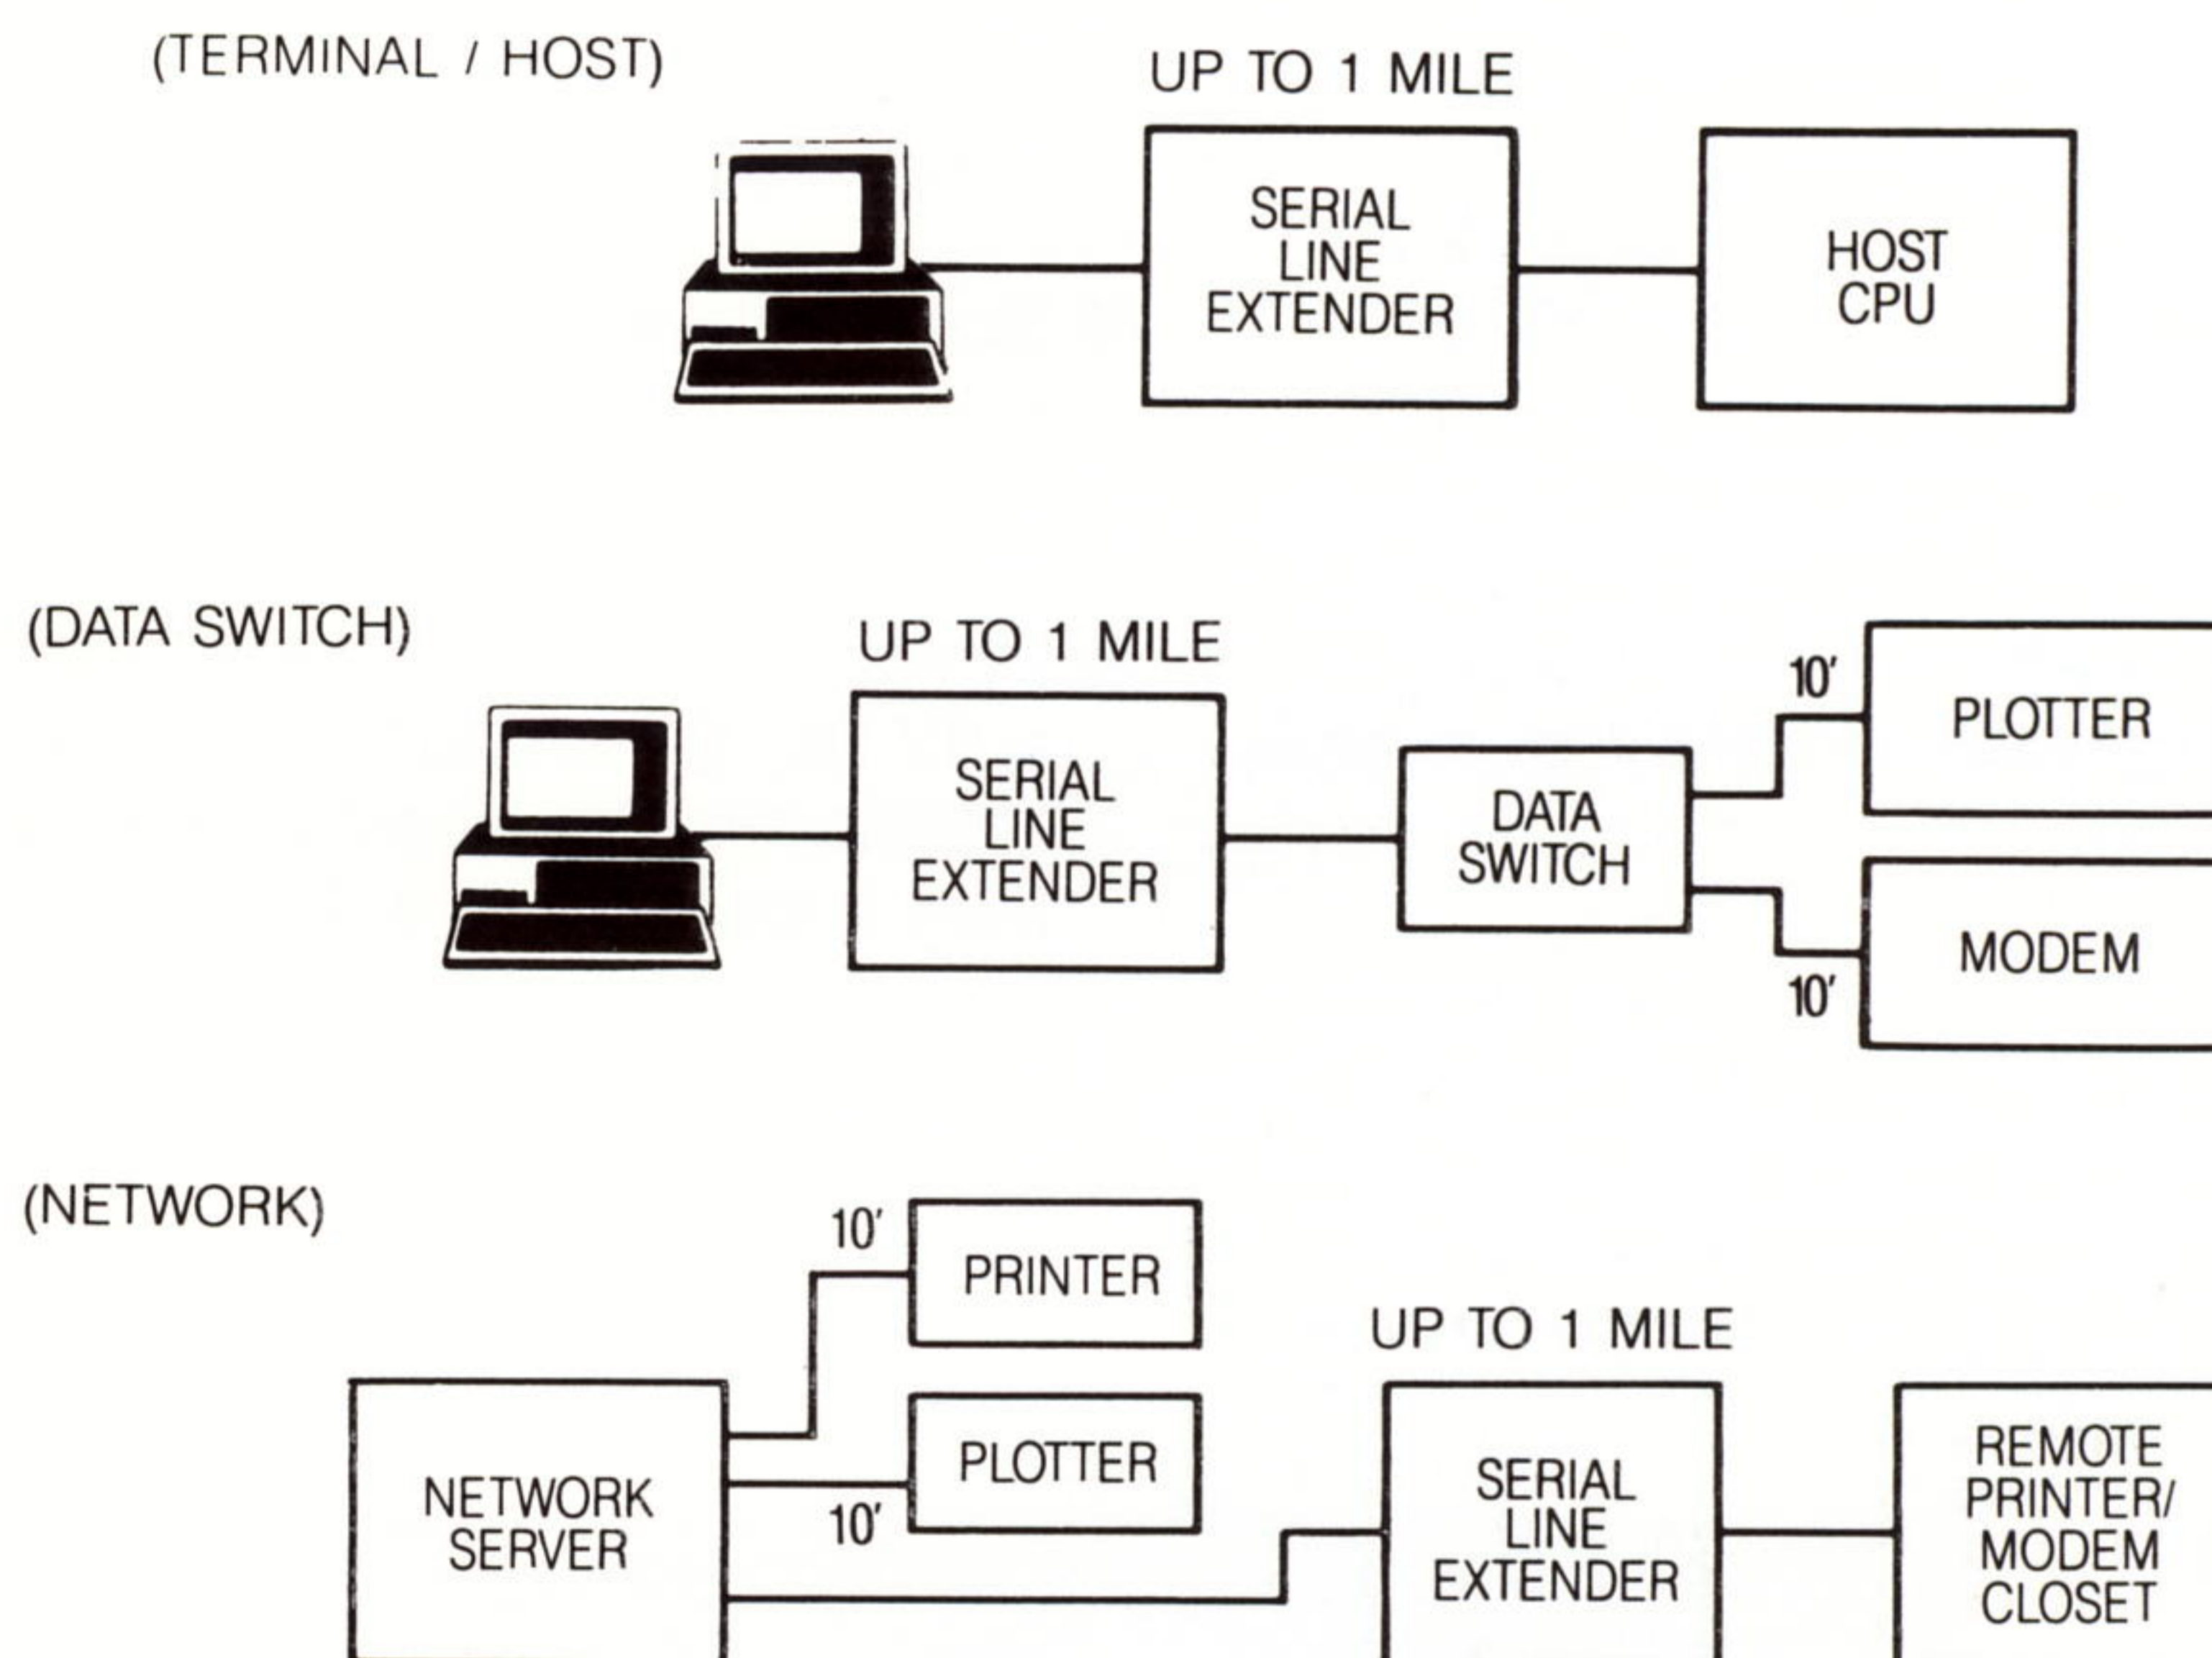 (TERMINAL / HOST)
UP TO 1 MILE
SERIAL
LINE
EXTENDER
HOST
CPU
(DATA SWITCH)
UP TO 1 MILE
SERIAL
LINE
EXTENDER
DATA
SWITCH
10'
PLOTTER
MODEM
10'
(NETWORK)
10'
PRINTER
PLOTTER
10'
NETWORK
SERVER
UP TO 1 MILE
SERIAL
LINE
EXTENDER
REMOTE
PRINTER/
MODEM
CLOSET